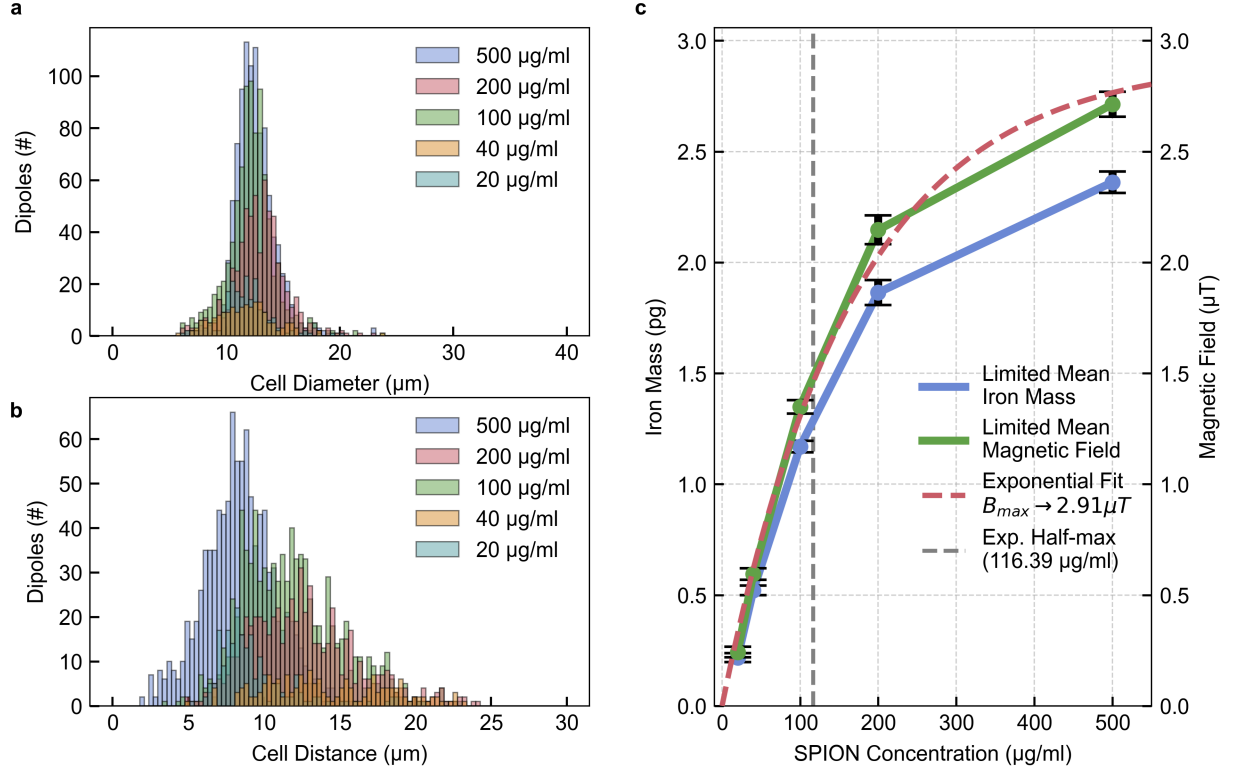 a
Dipoles (#)
100
80
60
40
20
0
500 µg/ml
200 µg/ml
100 µg/ml
40 µg/ml
20 µg/ml
0 10 20 30 40
Cell Diameter (µm)
b
Dipoles (#)
60
50
40
30
20
10
0
500 µg/ml
200 µg/ml
100 µg/ml
40 µg/ml
20 µg/ml
0 5 10 15 20 25 30
Cell Distance (µm)
c
Iron Mass (pg)
3.0
2.5
2.0
1.5
1.0
0.5
0.0
Limited Mean
Iron Mass
Limited Mean
Magnetic Field
Exponential Fit
B_max → 2.91µT
Exp. Half-max
(116.39 µg/ml)
3.0
2.5
2.0
1.5
1.0
0.5
0.0
Magnetic Field (µT)
0 100 200 300 400 500
SPION Concentration (µg/ml)